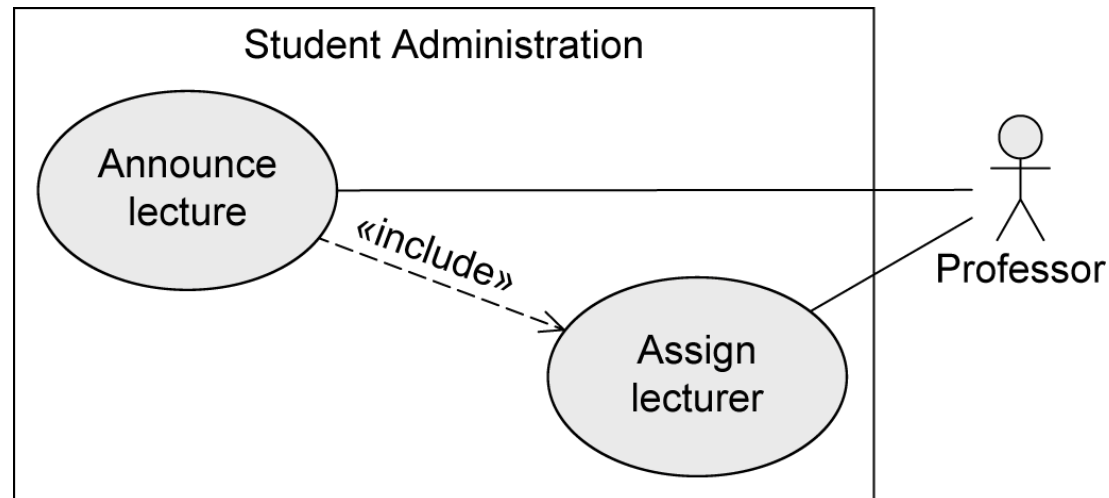 Student Administration
Announce
lecture
«include»
Professor
Assign
lecturer